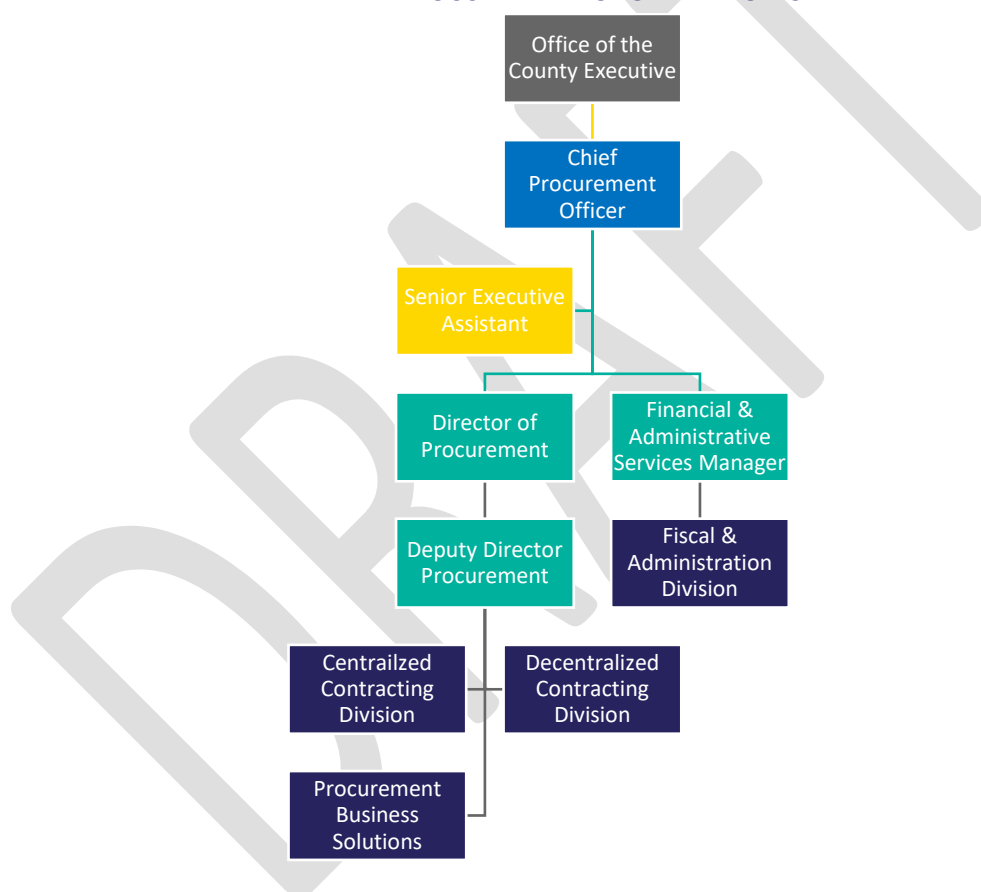 Office of the
County Executive
Chief
Procurement
Officer
Senior Executive
Assistant
Director of
Procurement
Financial &
Administrative
Services Manager
Deputy Director
Procurement
Fiscal &
Administration
Division
Centrailzed
Contracting
Division
Decentralized
Contracting
Division
Procurement
Business
Solutions
DRAFT